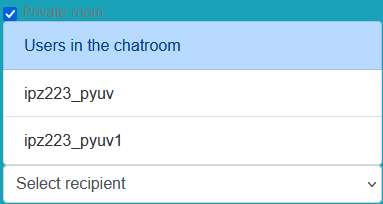 Private room
Users in the chatroom
ipz223_pyuv
ipz223_pyuv1
Select recipient